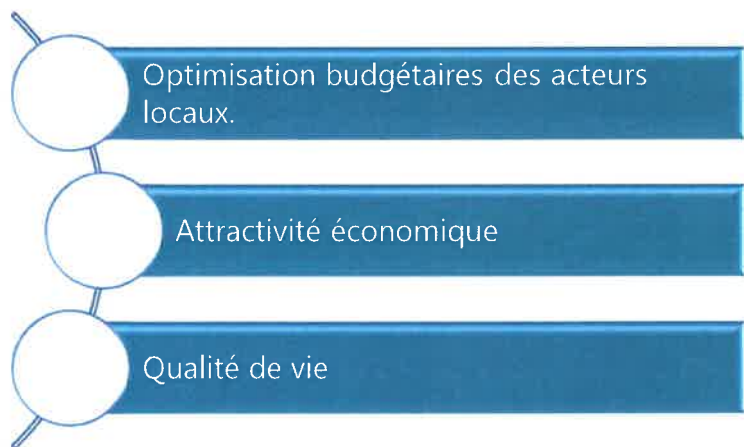 Optimisation budgétaires des acteurs
locaux.
Attractivité économique
Qualité de vie